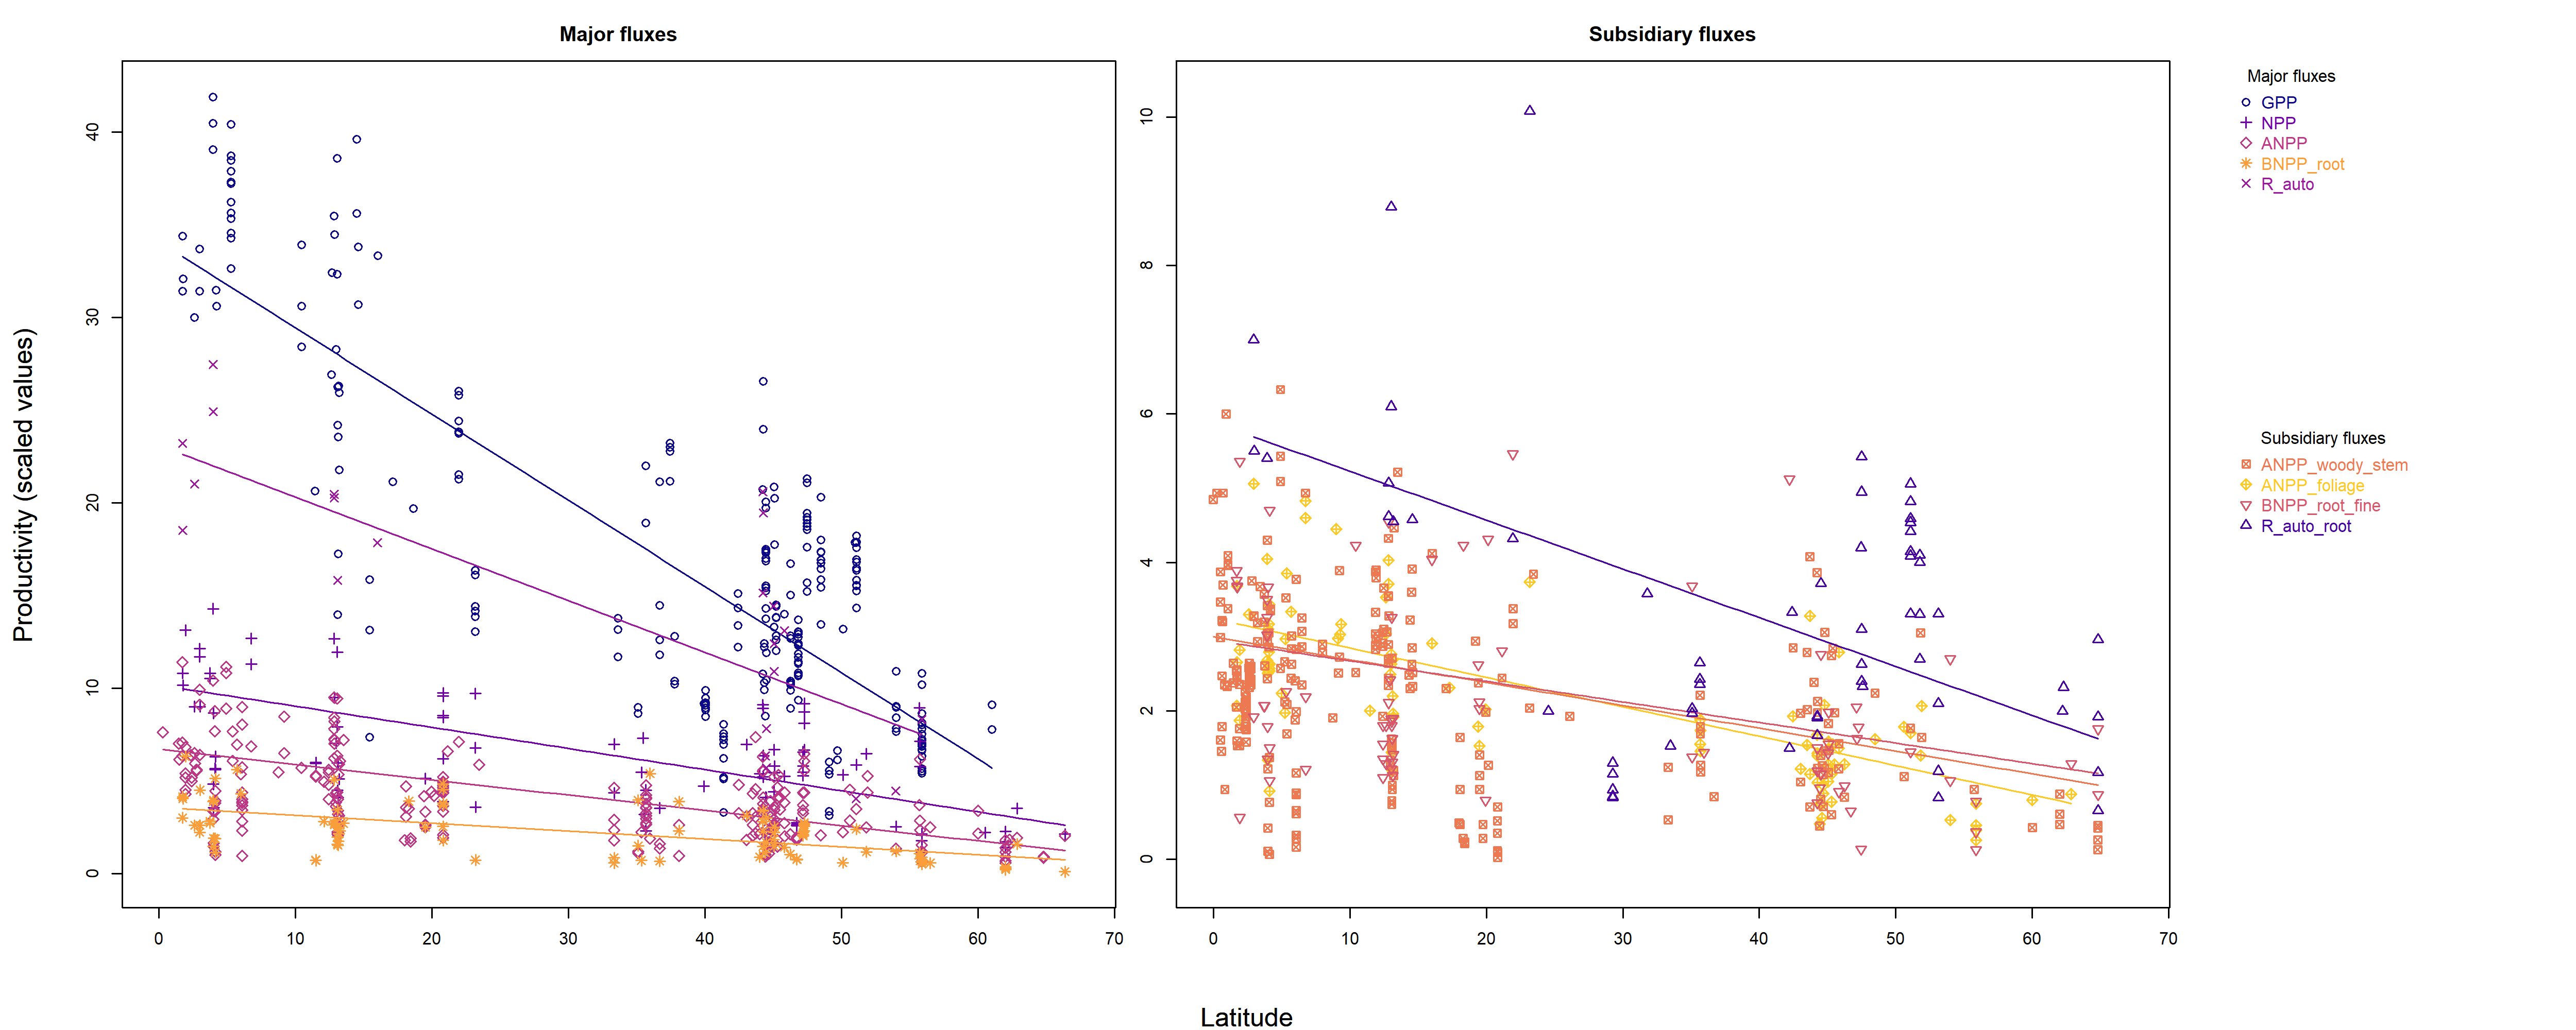 Major fluxes
Subsidiary fluxes
Productivity (scaled values)
40
30
20
10
0
0 10 20 30 40 50 60 70
10
8
6
4
2
0
0 10 20 30 40 50 60 70
Latitude
Major fluxes
GPP
NPP
ANPP
BNPP_root
R_auto
Subsidiary fluxes
ANPP_woody_stem
ANPP_foliage
BNPP_root_fine
R_auto_root